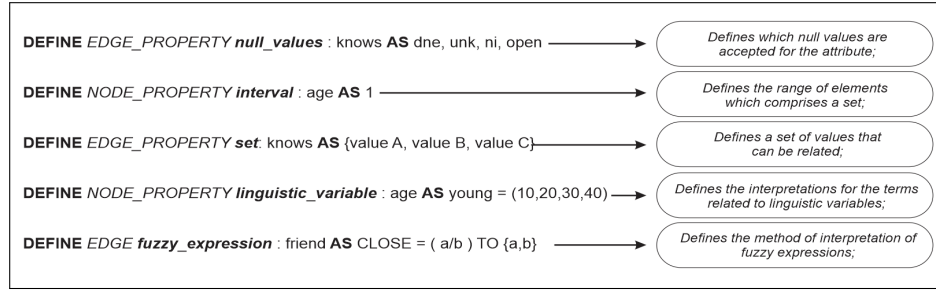 DEFINE EDGE_PROPERTY null_values : knows AS dne, unk, ni, open
Defines which null values are
accepted for the attribute;
DEFINE NODE_PROPERTY interval : age AS 1
Defines the range of elements
which comprises a set;
DEFINE EDGE_PROPERTY set: knows AS {value A, value B, value C}
Defines a set of values that
can be related;
DEFINE NODE_PROPERTY linguistic_variable : age AS young = (10,20,30,40)
Defines the interpretations for the terms
related to linguistic variables;
DEFINE EDGE fuzzy_expression : friend AS CLOSE = ( a/b ) TO {a,b}
Defines the method of interpretation of
fuzzy expressions;